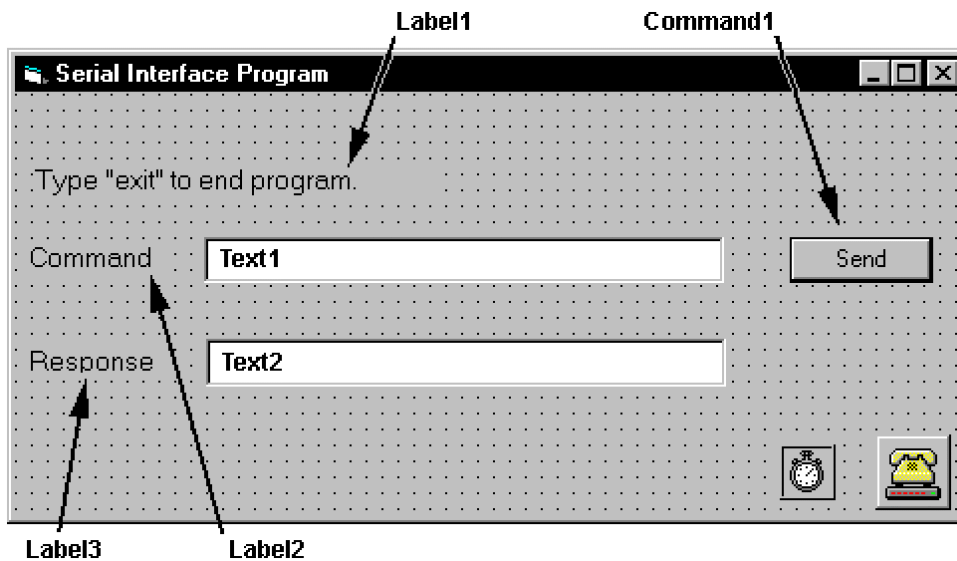 Label1 Command1
Serial Interface Program
Type "exit" to end program.
Command Text1 Send
Response Text2
Label3 Label2